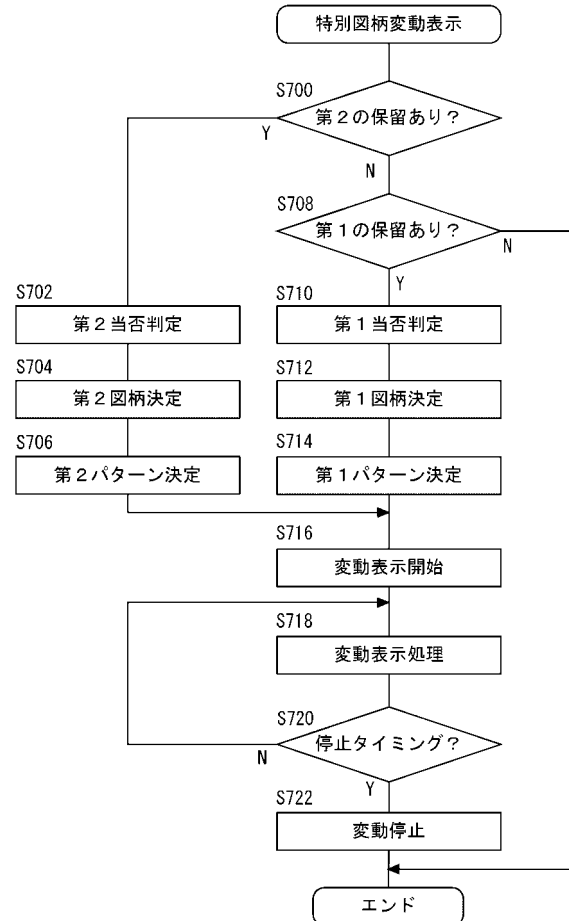 特別図柄変動表示
S700
第2の保留あり?
Y
N
S708
第1の保留あり?
N
Y
S702
第2当否判定
S710
第1当否判定
S704
第2図柄決定
S712
第1図柄決定
S706
第2パターン決定
S714
第1パターン決定
S716
変動表示開始
S718
変動表示処理
S720
停止タイミング?
N
Y
S722
変動停止
エンド